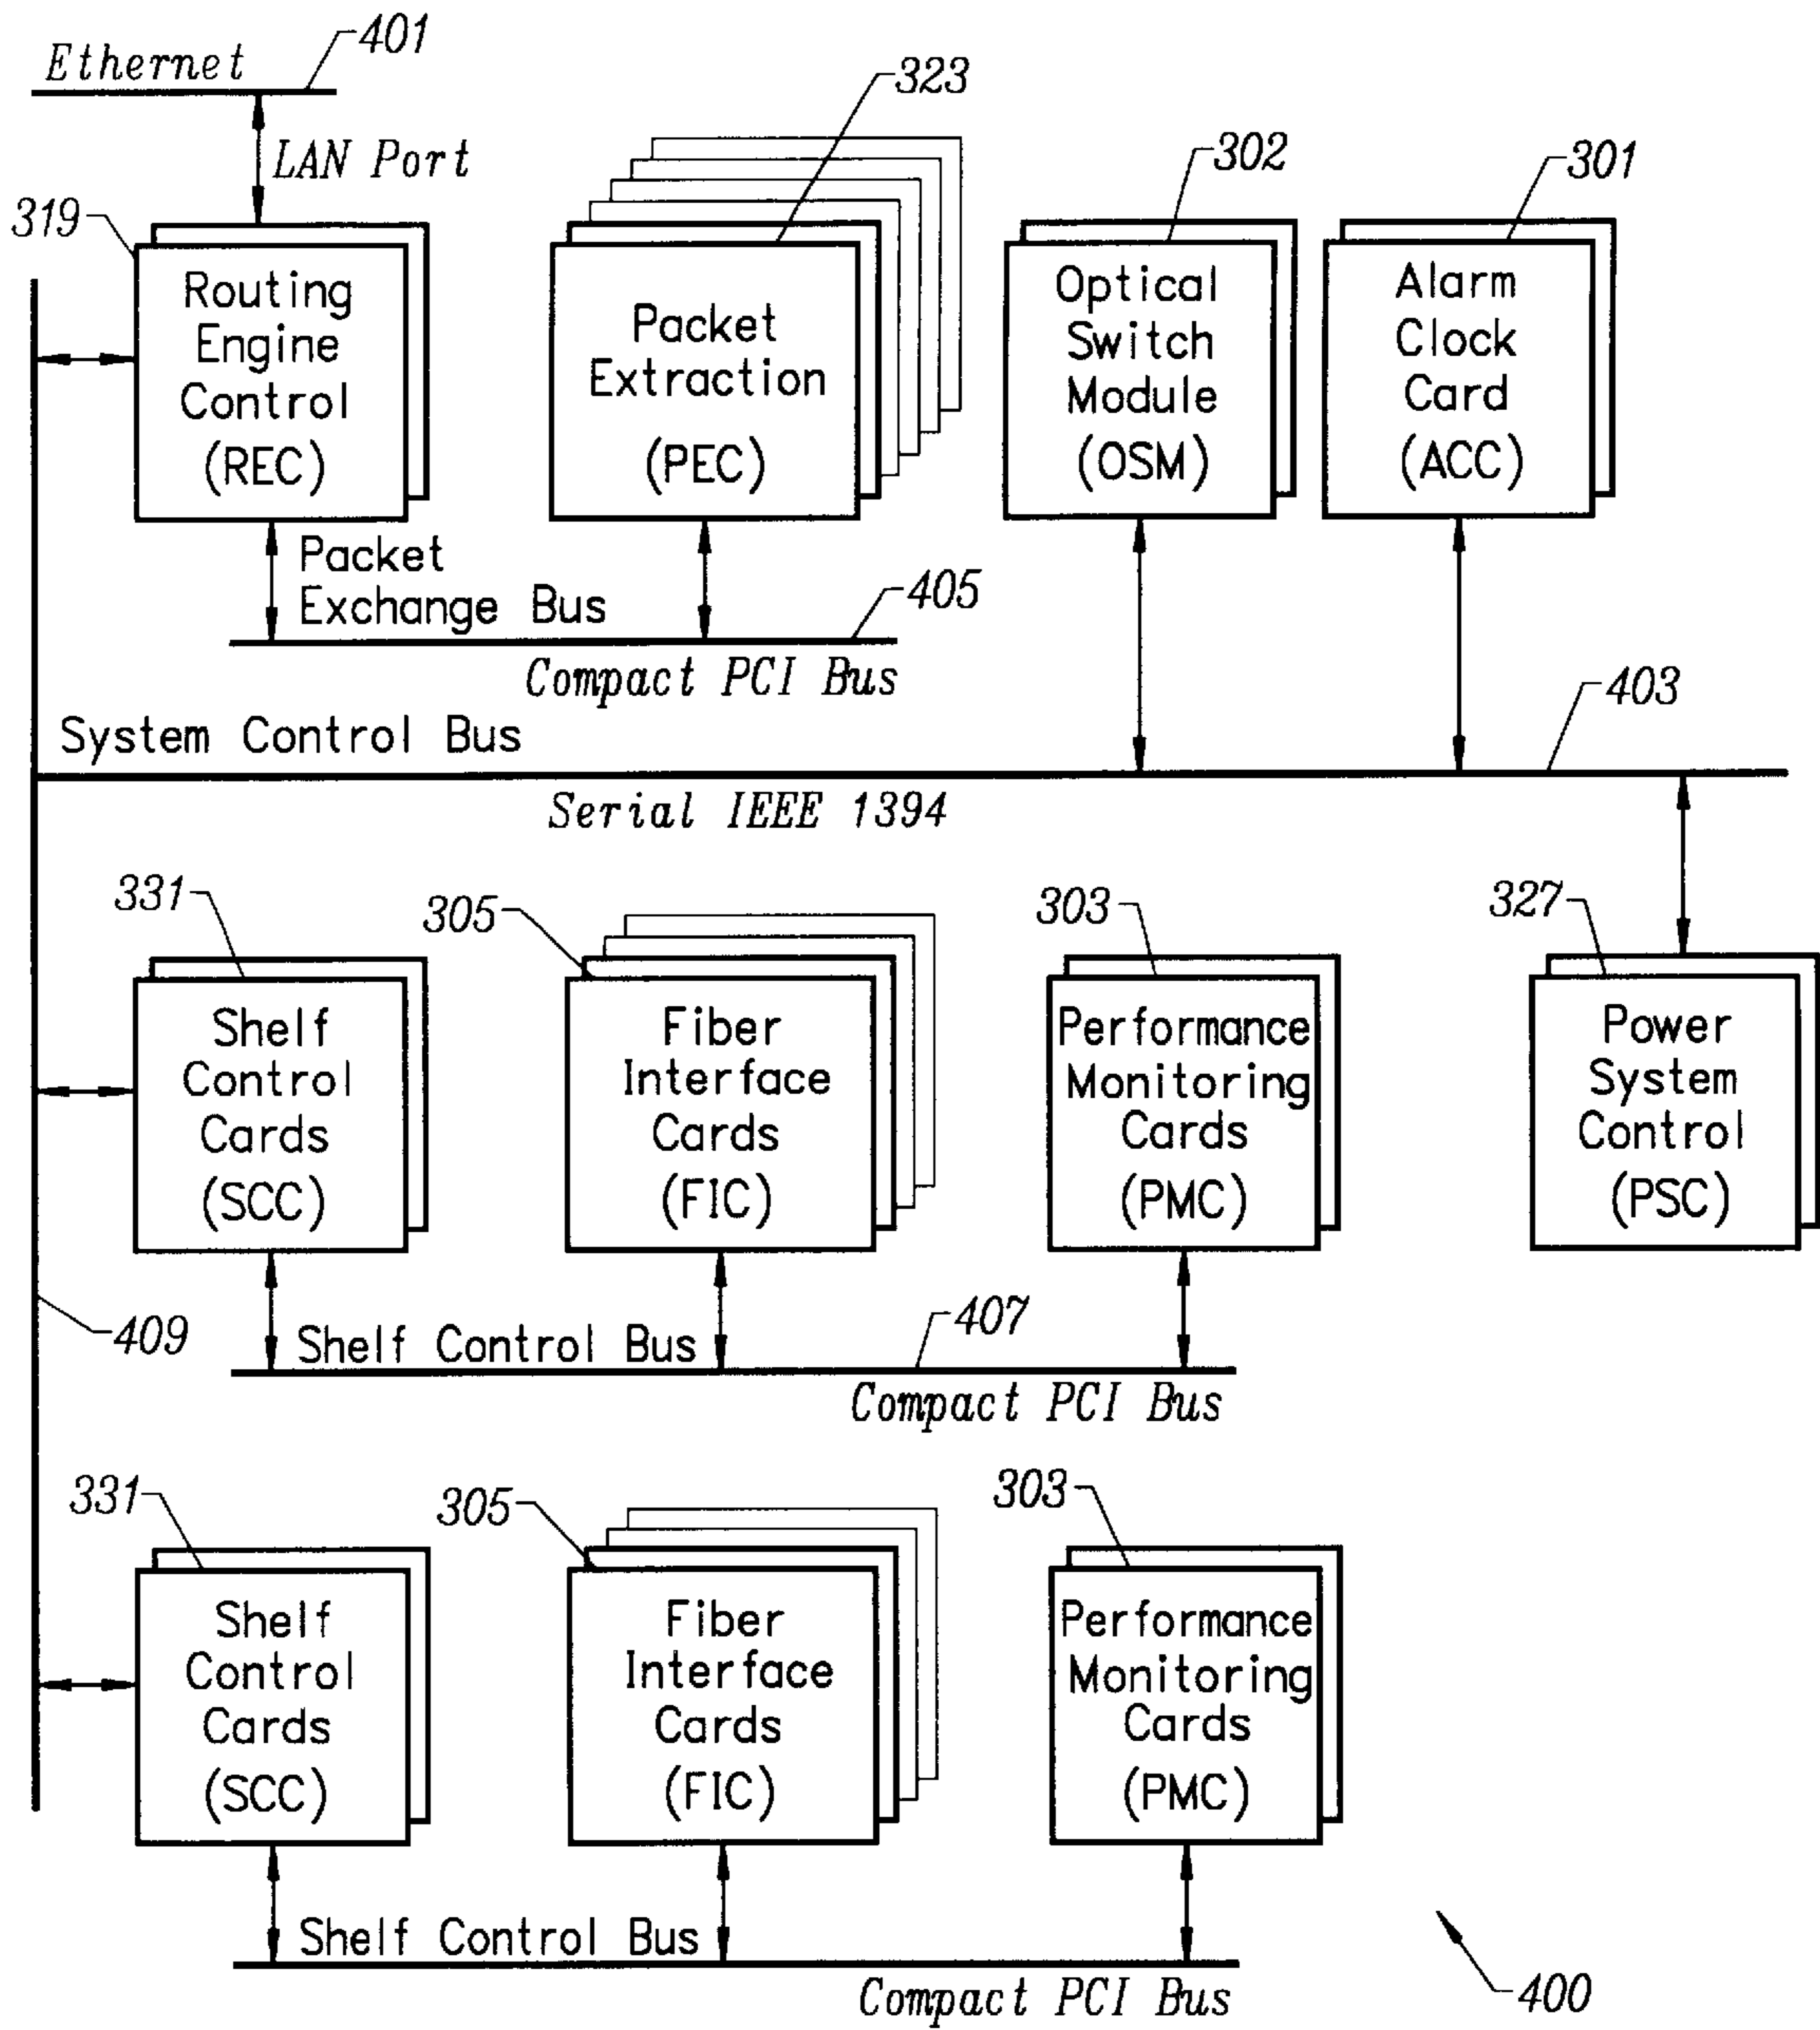 Ethernet
401
LAN Port
323
302
301
319
Routing
Engine
Control
(REC)
Packet
Extraction
(PEC)
Optical
Switch
Module
(OSM)
Alarm
Clock
Card
(ACC)
Packet
Exchange Bus
405
Compact PCI Bus
403
System Control Bus
Serial IEEE 1394
331
305
303
327
Shelf
Control
Cards
(SCC)
Fiber
Interface
Cards
(FIC)
Performance
Monitoring
Cards
(PMC)
Power
System
Control
(PSC)
409
Shelf Control Bus
407
Compact PCI Bus
331
305
303
Shelf
Control
Cards
(SCC)
Fiber
Interface
Cards
(FIC)
Performance
Monitoring
Cards
(PMC)
Shelf Control Bus
Compact PCI Bus
400